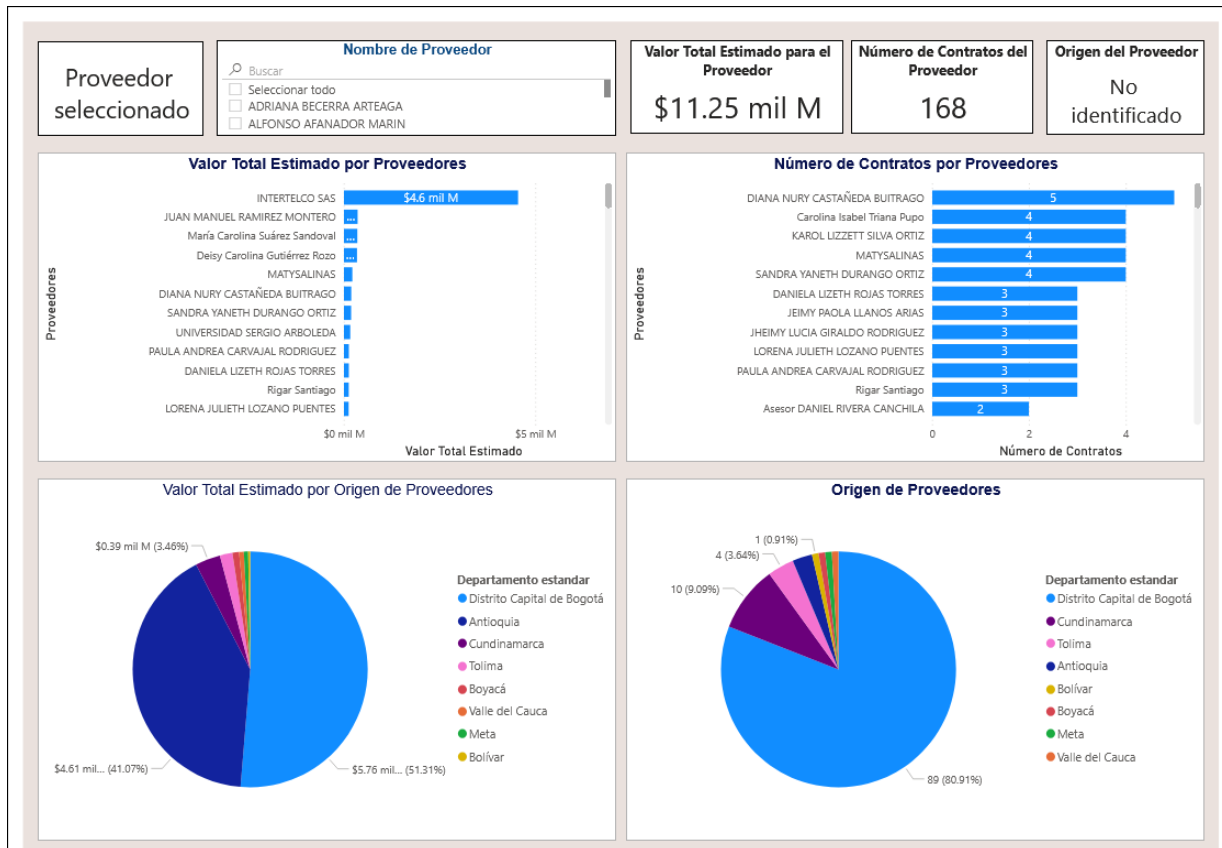 Proveedor
seleccionado
Nombre de Proveedor
Buscar
Seleccionar todo
ADRIANA BECERRA ARTEAGA
ALFONSO AFANADOR MARIN
Valor Total Estimado para el
Proveedor
$11.25 mil M
Número de Contratos del
Proveedor
168
Origen del Proveedor
No
identificado
Valor Total Estimado por Proveedores
Proveedores
INTERTELCO SAS
$4.6 mil M
JUAN MANUEL RAMIREZ MONTERO
...
María Carolina Suárez Sandoval
...
Deisy Carolina Gutiérrez Rozo
...
MATYSALINAS
DIANA NURY CASTAÑEDA BUITRAGO
SANDRA YANETH DURANGO ORTIZ
UNIVERSIDAD SERGIO ARBOLEDA
PAULA ANDREA CARVAJAL RODRIGUEZ
DANIELA LIZETH ROJAS TORRES
Rigar Santiago
LORENA JULIETH LOZANO PUENTES
$0 mil M
$5 mil M
Valor Total Estimado
Número de Contratos por Proveedores
Proveedores
DIANA NURY CASTAÑEDA BUITRAGO
5
Carolina Isabel Triana Pupo
4
KAROL LIZZETT SILVA ORTIZ
4
MATYSALINAS
4
SANDRA YANETH DURANGO ORTIZ
4
DANIELA LIZETH ROJAS TORRES
3
JEIMY PAOLA LLANOS ARIAS
3
JHEIMY LUCIA GIRALDO RODRIGUEZ
3
LORENA JULIETH LOZANO PUENTES
3
PAULA ANDREA CARVAJAL RODRIGUEZ
3
Rigar Santiago
3
Asesor DANIEL RIVERA CANCHILA
2
0
2
4
Número de Contratos
Valor Total Estimado por Origen de Proveedores
$0.39 mil M (3.46%)
$4.61 mil... (41.07%)
$5.76 mil... (51.31%)
Departamento estandar
Distrito Capital de Bogotá
Antioquia
Cundinamarca
Tolima
Boyacá
Valle del Cauca
Meta
Bolívar
Origen de Proveedores
1 (0.91%)
4 (3.64%)
10 (9.09%)
89 (80.91%)
Departamento estandar
Distrito Capital de Bogotá
Cundinamarca
Tolima
Antioquia
Bolívar
Boyacá
Meta
Valle del Cauca